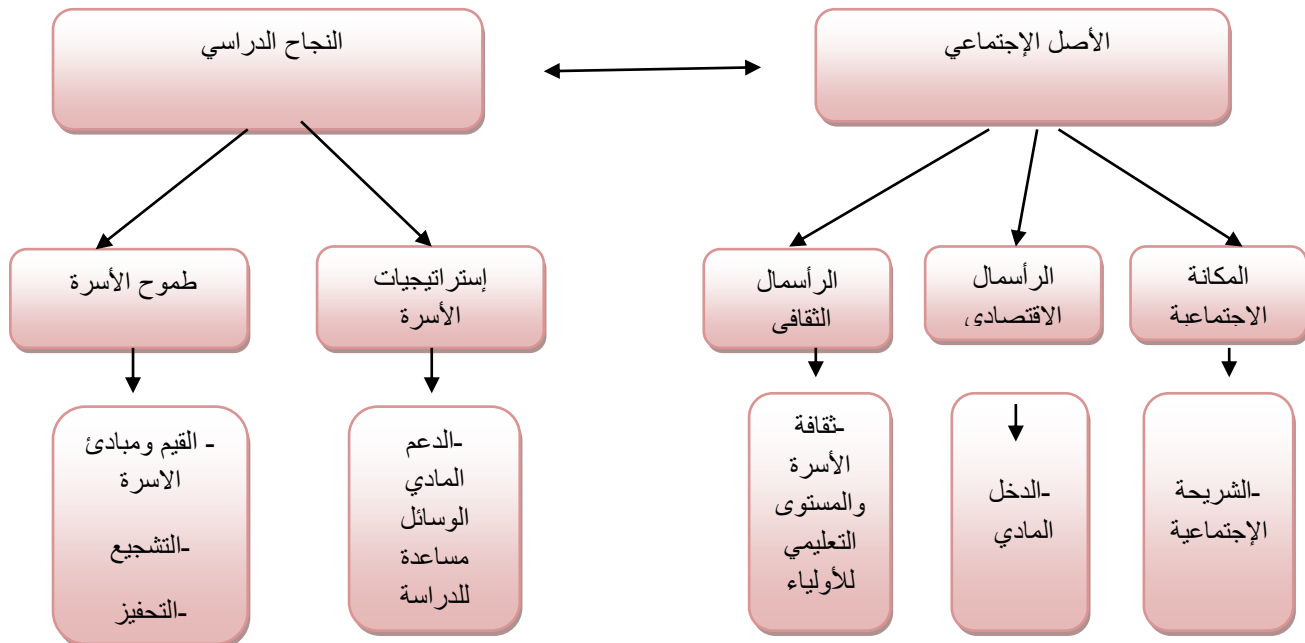 الأصل الإجتماعي
النجاح الدراسي
المكانة
الاجتماعية
الرأسمال
الاقتصادي
الرأسمال
الثقافي
إستراتيجيات
الأسرة
طموح الأسرة
-الشريحة
الإجتماعية
-الدخل
المادي
-ثقافة
الأسرة
والمستوى
التعليمي
للأولياء
-الدعم
المادي
الوسائل
مساعدة
للدراسة
- القيم ومبادئ
الاسرة
-التشجيع
-التحفيز